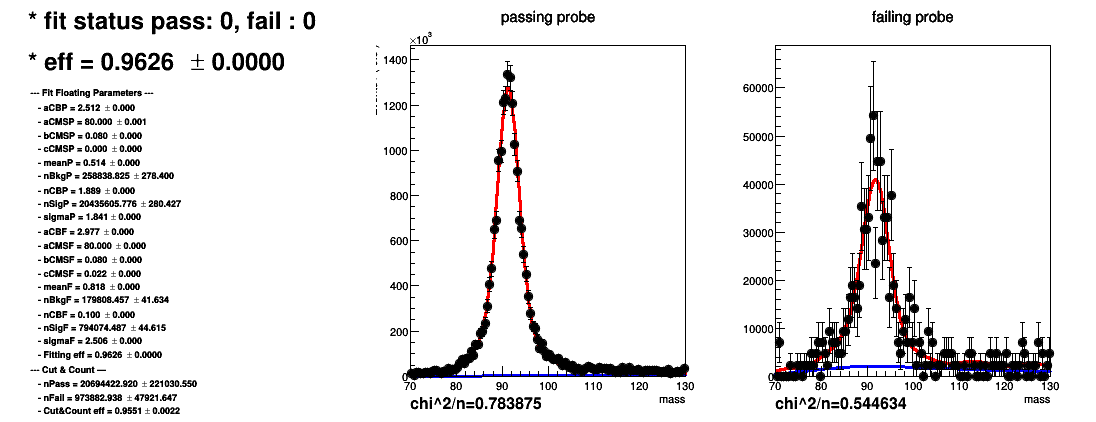 * fit status pass: 0, fail : 0
* eff = 0.9626 ± 0.0000
--- Fit Floating Parameters ---
- aCBP = 2.512 ± 0.000
- aCMSP = 80.000 ± 0.001
- bCMSP = 0.080 ± 0.000
- cCMSP = 0.000 ± 0.000
- meanP = 0.514 ± 0.000
- nBkgP = 258838.825 ± 278.400
- nCBP = 1.889 ± 0.000
- nSigP = 20435605.776 ± 280.427
- sigmaP = 1.841 ± 0.000
- aCBF = 2.977 ± 0.000
- aCMSF = 80.000 ± 0.000
- bCMSF = 0.080 ± 0.000
- cCMSF = 0.022 ± 0.000
- meanF = 0.818 ± 0.000
- nBkgF = 179808.457 ± 41.634
- nCBF = 0.100 ± 0.000
- nSigF = 794074.487 ± 44.615
- sigmaF = 2.506 ± 0.000
- Fitting eff = 0.9626 ± 0.0000
--- Cut & Count ---
- nPass = 20694422.920 ± 221030.550
- nFail = 973882.938 ± 47921.647
- Cut&Count eff = 0.9551 ± 0.0022
passing probe
×10³
1400
1200
1000
800
600
400
200
0
70 80 90 100 110 120 130
mass
chi^2/n=0.783875
failing probe
60000
50000
40000
30000
20000
10000
0
70 80 90 100 110 120 130
mass
chi^2/n=0.544634